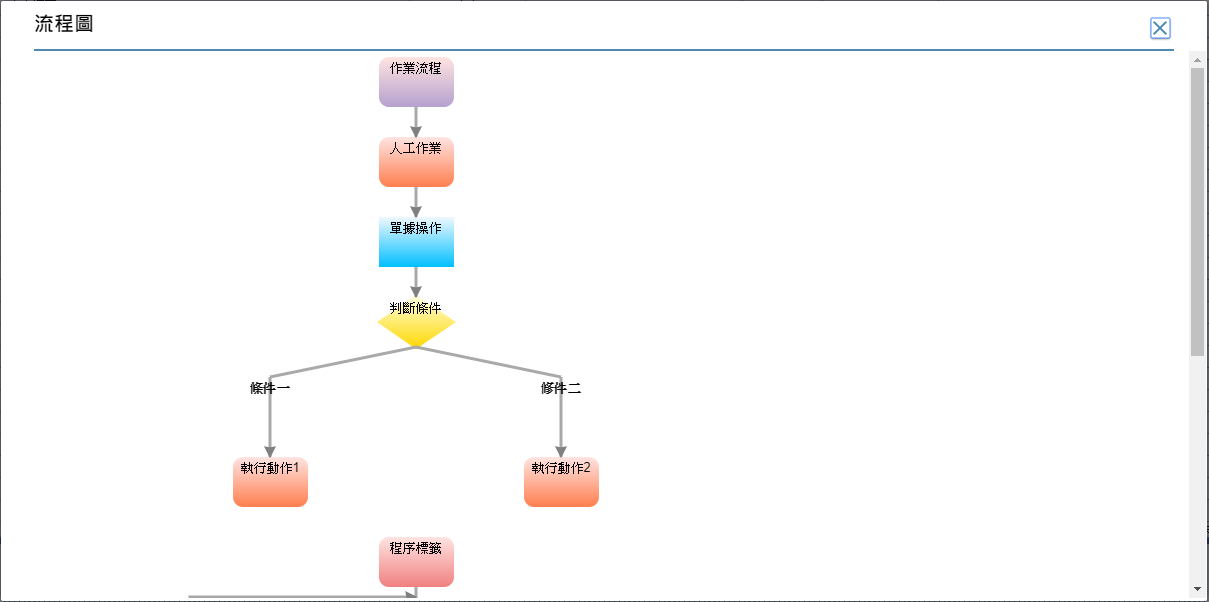 流程圖
作業流程
人工作業
單據操作
判斷條件
條件一
條件二
執行動作1
執行動作2
程序標籤